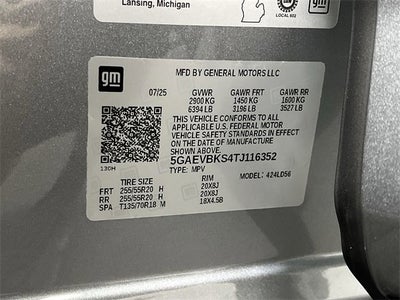 Lansing, Michigan
LOCAL 602
gm
gm
MFD BY GENERAL MOTORS LLC
07/25 GVWR GAWR FRT GAWR RR
2900 KG 1450 KG 1600 KG
6394 LB 3196 LB 3527 LB
THIS VEHICLE CONFORMS TO ALL
APPLICABLE U.S. FEDERAL MOTOR
VEHICLE SAFETY STANDARDS IN EFFECT
ON THE DATE OF MANUFACTURE
SHOWN ABOVE.
5GAEVBKS4TJ116352
13CH TYPE: MPV MODEL: 424LD56
TIRE SIZE RIM
FRT 255/55R20 H 20X8J
RR 255/55R20 H 20X8J
SPA T135/70R18 M 18X4.5B